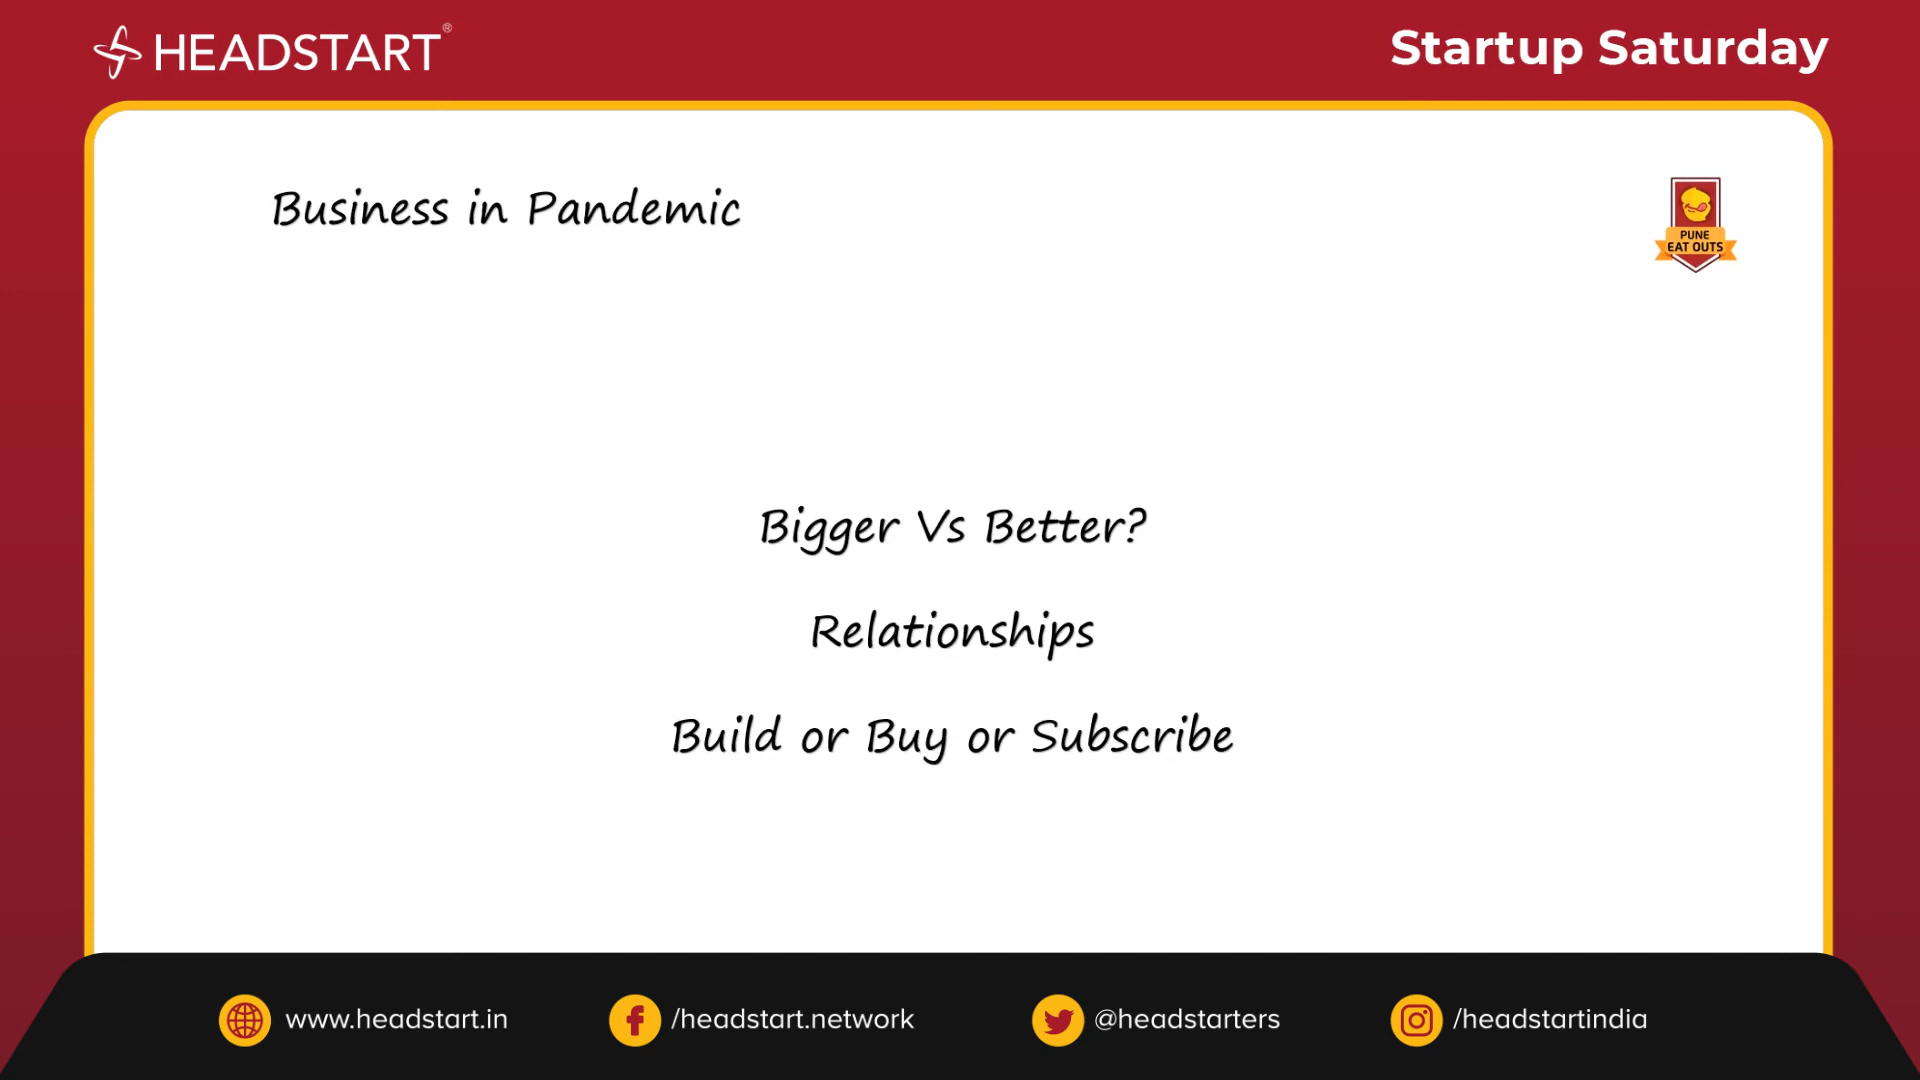 HEADSTART®
Startup Saturday
Business in Pandemic
PUNE
EAT OUTS
Bigger Vs Better?
Relationships
Build or Buy or Subscribe
www.headstart.in
/headstart.network
@headstarters
/headstartindia